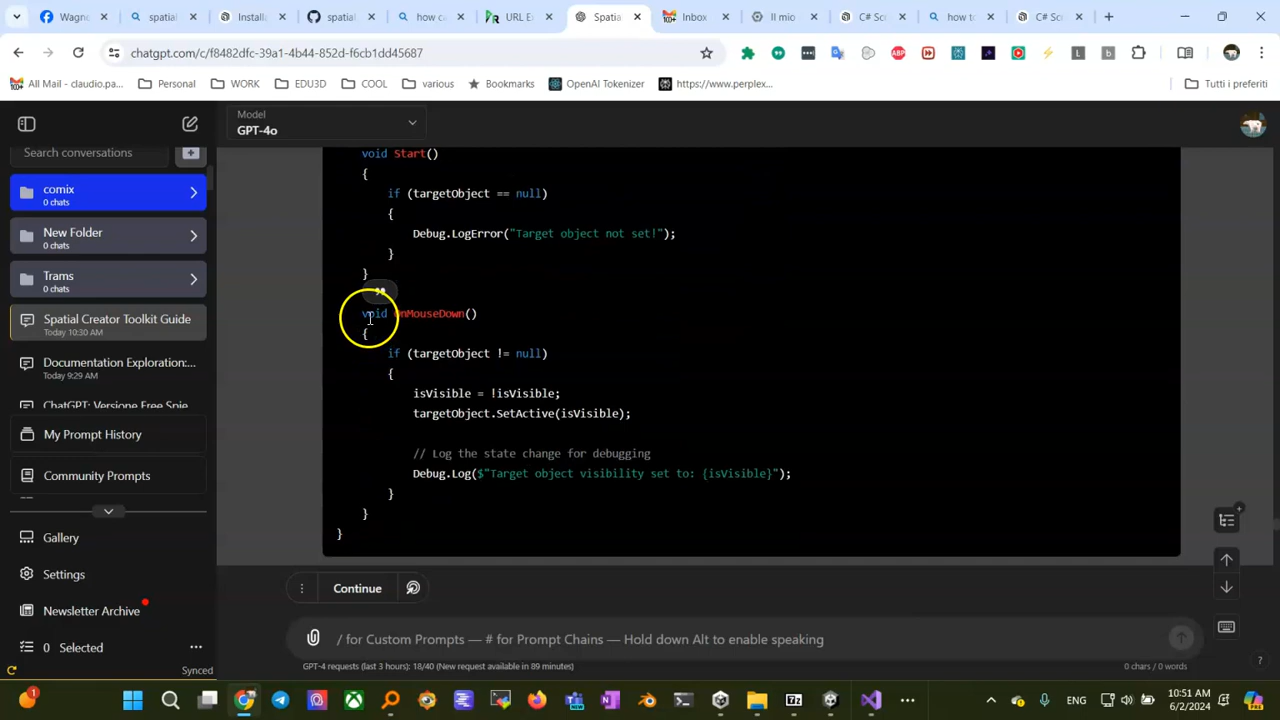 Wagne
spatial
Installa
spatial
how ca
URL Ex
Spatia
Inbox
Il mio
C# Sce
how to
C# Sce
chatgpt.com/c/f8482dfc-39a1-4b44-852d-f6cb1dd45687
All Mail - claudio.pa...
Personal
WORK
EDU3D
COOL
various
Bookmarks
OpenAI Tokenizer
https://www.perplex...
Tutti i preferiti
Model
GPT-4o
Search conversations
comix
0 chats
New Folder
0 chats
Trams
0 chats
Spatial Creator Toolkit Guide
Today 10:30 AM
Documentation Exploration:...
Today 9:29 AM
ChatGPT: Versione Free Spie
My Prompt History
Community Prompts
Gallery
Settings
Newsletter Archive
0 Selected
Synced
void Start()
{
if (targetObject == null)
{
Debug.LogError("Target object not set!");
}
}
void OnMouseDown()
{
if (targetObject != null)
{
isVisible = !isVisible;
targetObject.SetActive(isVisible);
// Log the state change for debugging
Debug.Log($"Target object visibility set to: {isVisible}");
}
}
}
Continue
/ for Custom Prompts — # for Prompt Chains — Hold down Alt to enable speaking
GPT-4 requests (last 3 hours): 18/40 (New request available in 89 minutes)
0 chars / 0 words
ENG
10:51 AM
6/2/2024